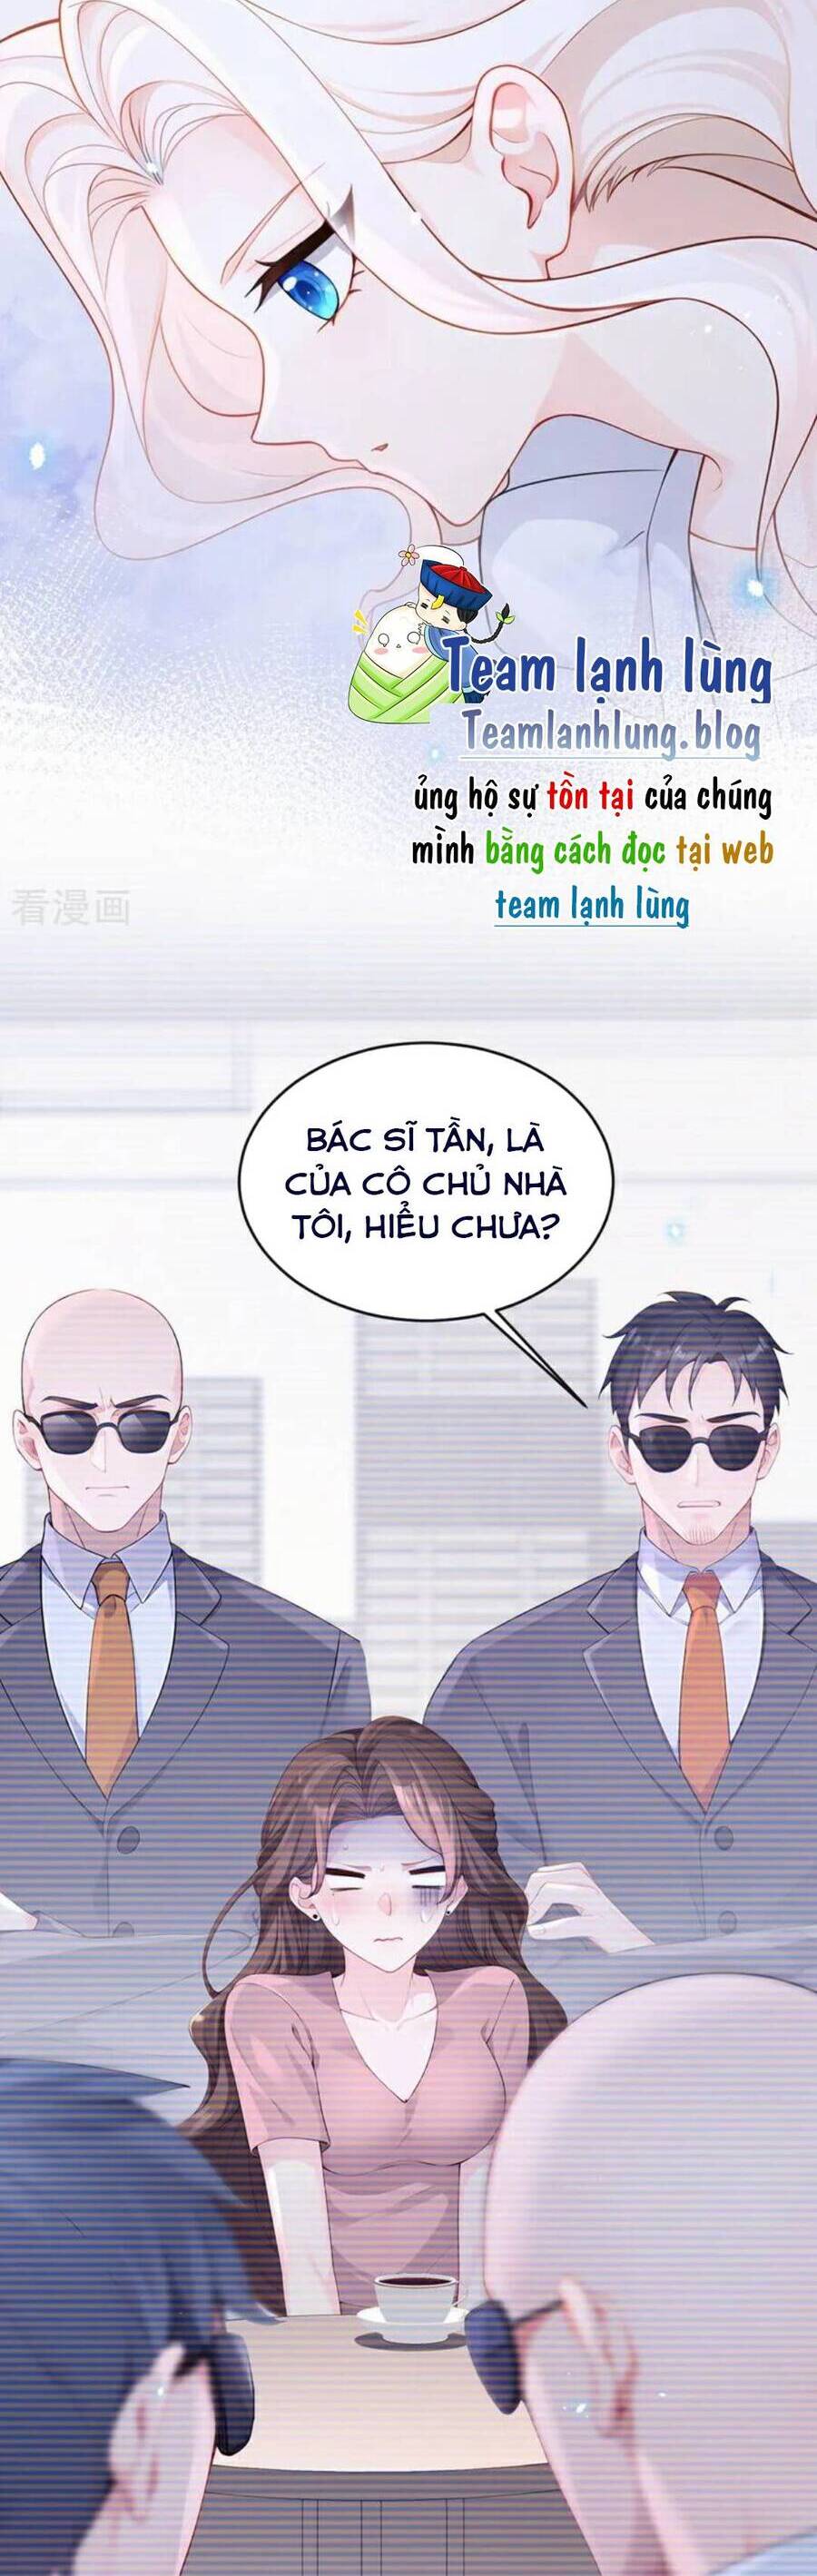 Team lạnh lùng
Teamlanhlung.blog
ủng hộ sự tồn tại của chúng
mình bằng cách đọc tại web
team lạnh lùng
看漫画
BÁC SĨ TẦN, LÀ
CỦA CÔ CHỦ NHÀ
TÔI, HIỂU CHƯA?